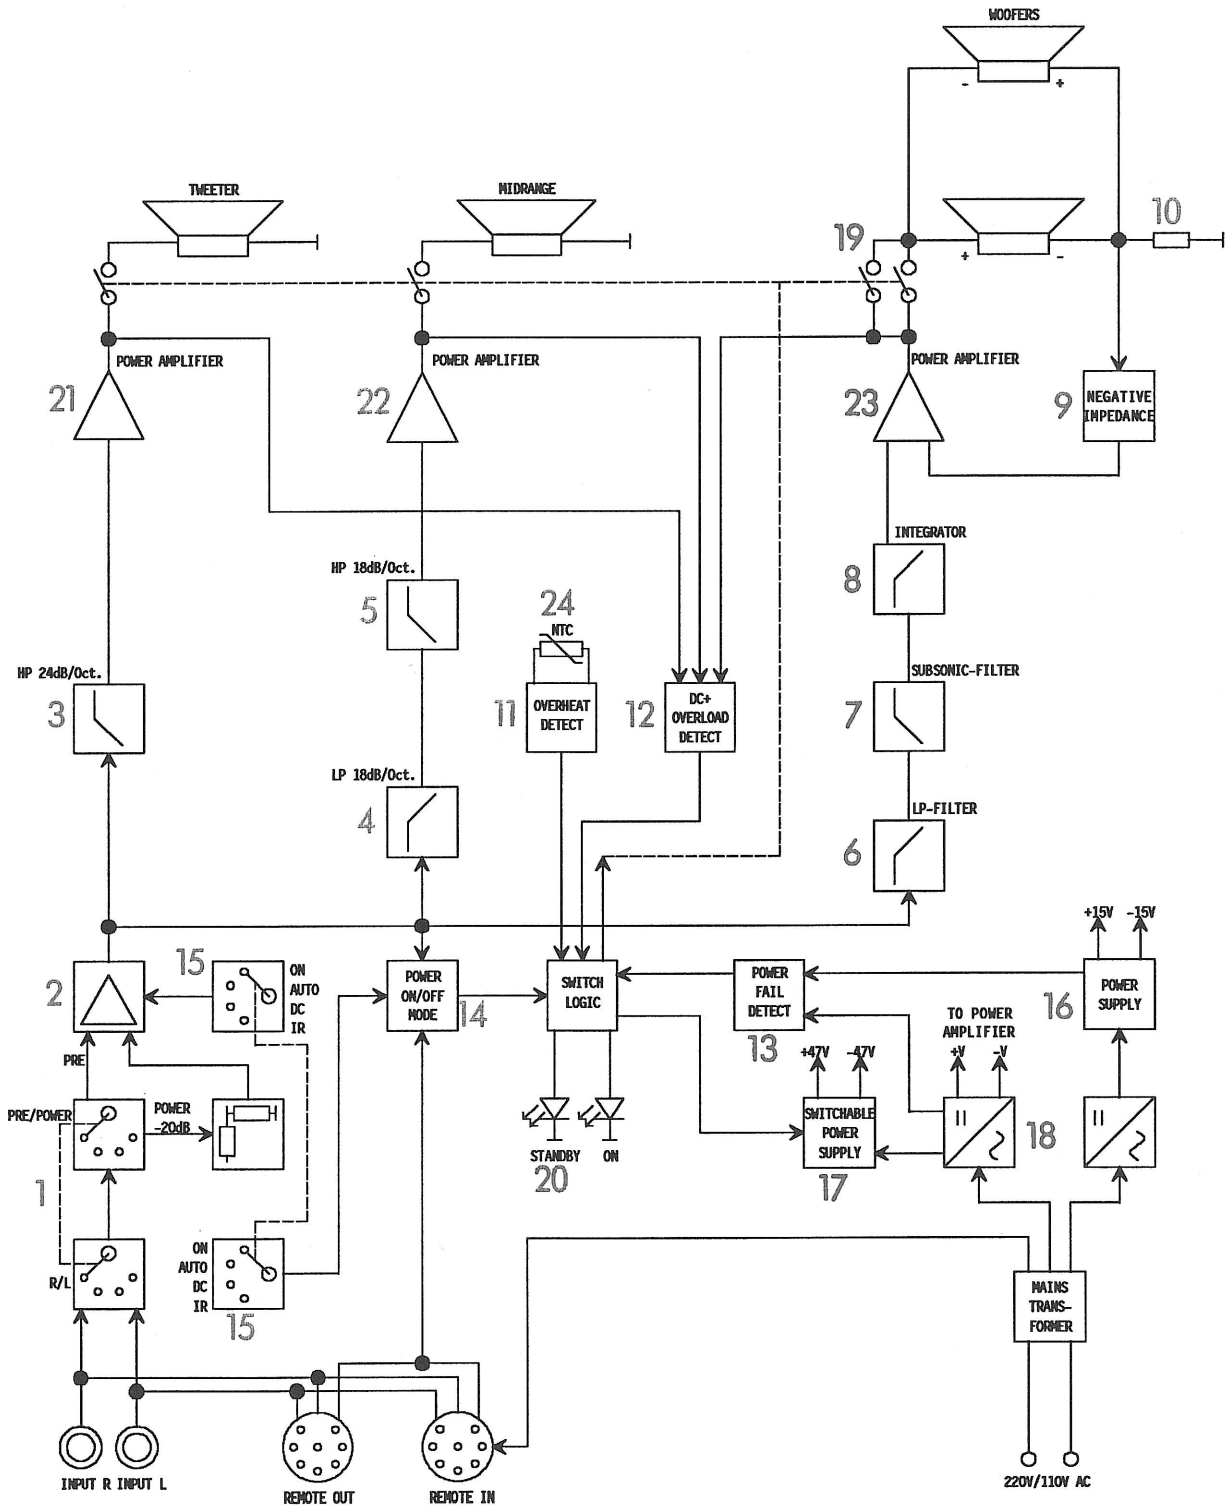 WOOFERS
- +
TWEETER
MIDRANGE
10
19
+ -
POWER AMPLIFIER
POWER AMPLIFIER
POWER AMPLIFIER
21
22
23
9
NEGATIVE
IMPEDANCE
INTEGRATOR
HP 18dB/Oct.
5
8
24
NTC
HP 24dB/Oct.
3
11
OVERHEAT
DETECT
12
DC+
OVERLOAD
DETECT
SUBSONIC-FILTER
7
LP 18dB/Oct.
4
LP-FILTER
6
+15V -15V
2
15
ON
AUTO
DC
IR
POWER
ON/OFF
MODE
14
SWITCH
LOGIC
POWER
FAIL
DETECT
13
16
POWER
SUPPLY
TO POWER
AMPLIFIER
+V -V
PRE
+47V -47V
PRE/POWER
POWER
-20dB
SWITCHABLE
POWER
SUPPLY
17
18
=
=
STANDBY ON
20
1
R/L
ON
AUTO
DC
IR
15
MAINS
TRANS-
FORMER
INPUT R INPUT L
REMOTE OUT
REMOTE IN
220V/110V AC